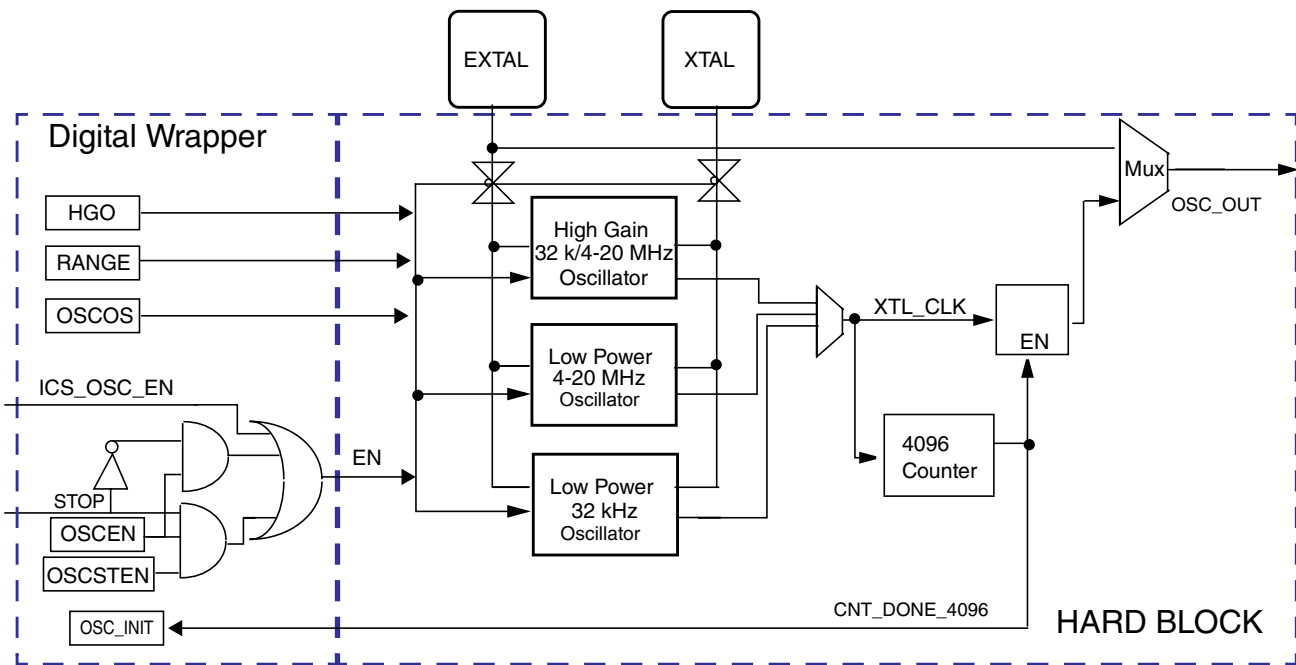 EXTAL
XTAL
Digital Wrapper
Mux
OSC_OUT
HGO
RANGE
OSCOS
High Gain
32 k/4-20 MHz
Oscillator
XTL_CLK
EN
Low Power
4-20 MHz
Oscillator
ICS_OSC_EN
4096
Counter
EN
Low Power
32 kHz
Oscillator
STOP
OSCEN
OSCSTEN
CNT_DONE_4096
OSC_INIT
HARD BLOCK